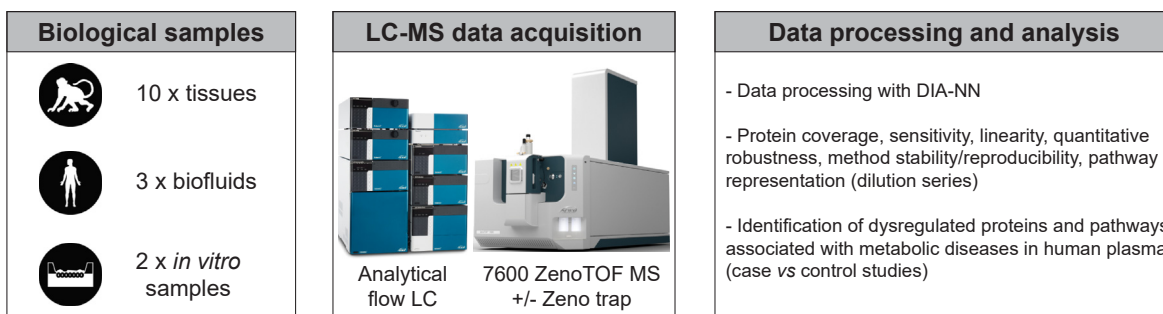 Biological samples
10 x tissues
3 x biofluids
2 x in vitro
samples
LC-MS data acquisition
Analytical
flow LC
7600 ZenoTOF MS
+/- Zeno trap
Data processing and analysis
- Data processing with DIA-NN
- Protein coverage, sensitivity, linearity, quantitative
robustness, method stability/reproducibility, pathway
representation (dilution series)
- Identification of dysregulated proteins and pathways
associated with metabolic diseases in human plasma
(case vs control studies)